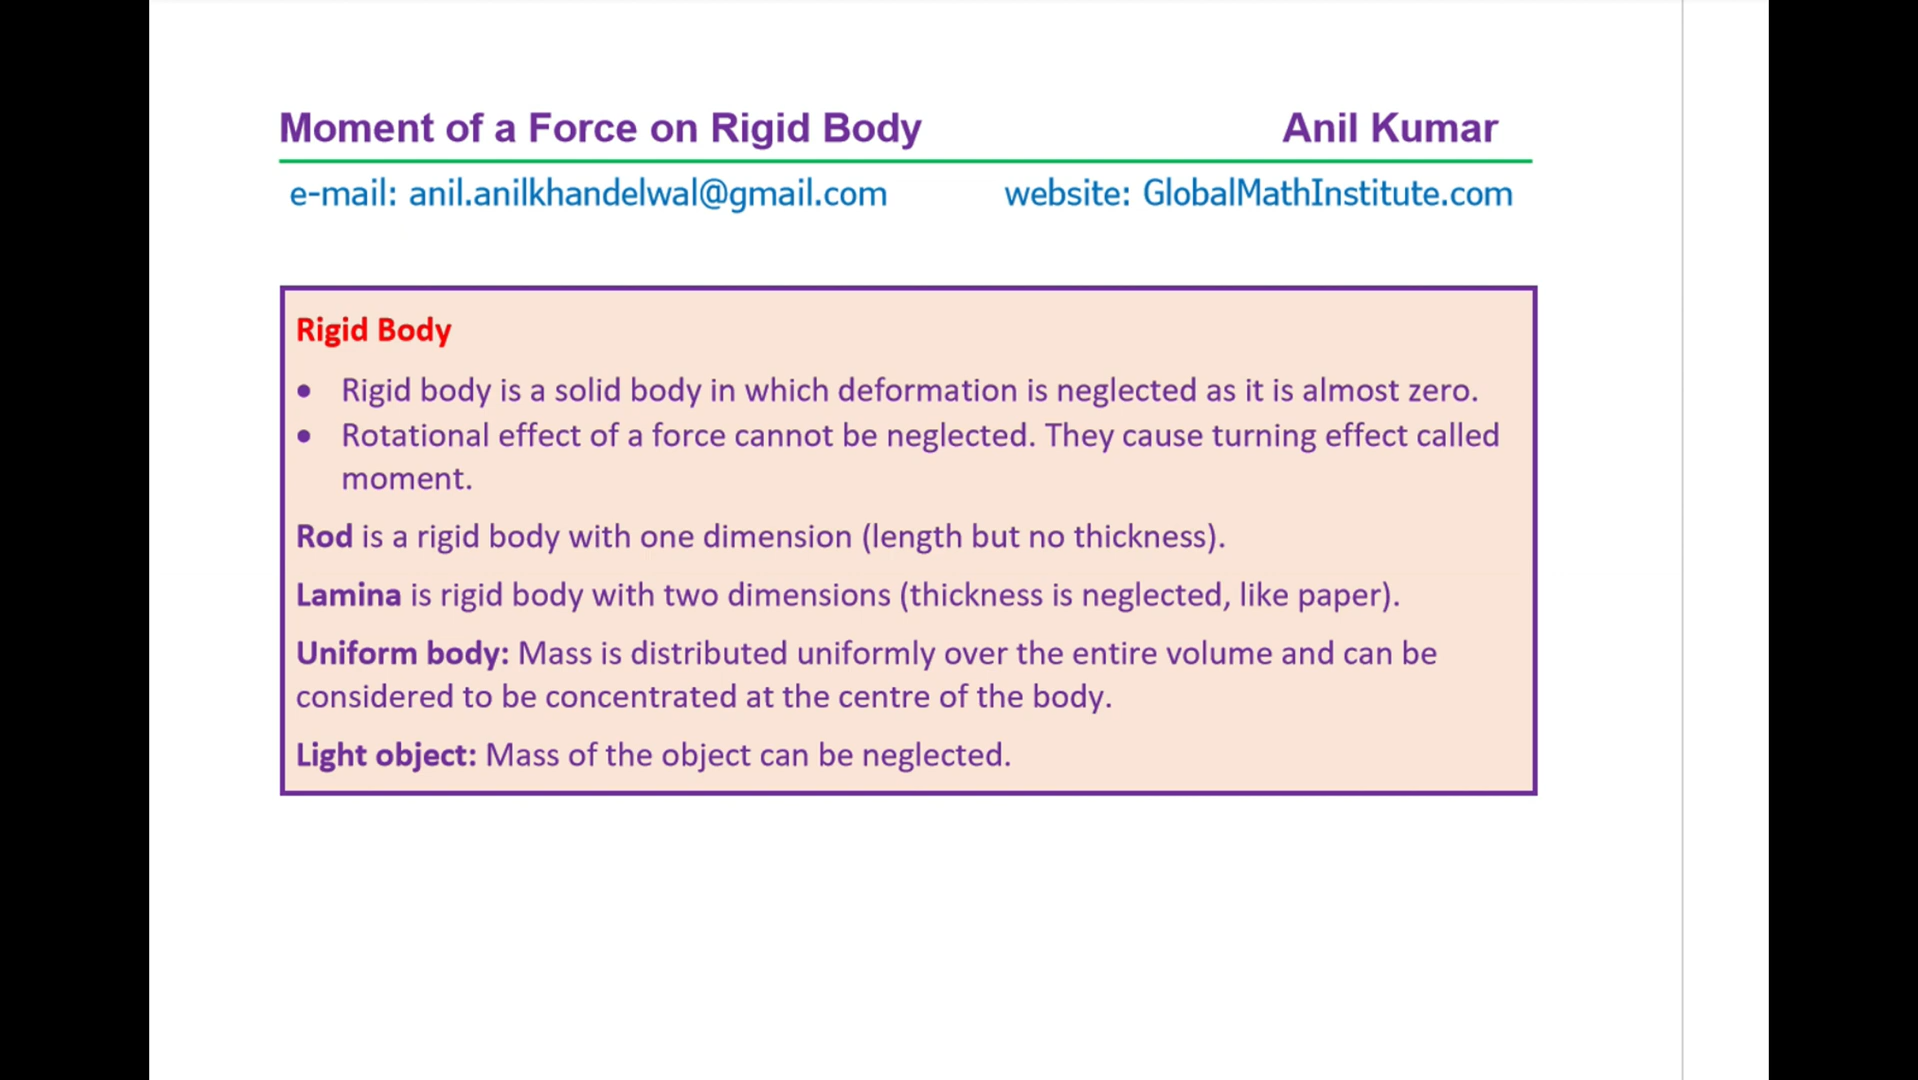 Moment of a Force on Rigid Body Anil Kumar
e-mail: anil.anilkhandelwal@gmail.com website: GlobalMathInstitute.com
Rigid Body
• Rigid body is a solid body in which deformation is neglected as it is almost zero.
• Rotational effect of a force cannot be neglected. They cause turning effect called
moment.
Rod is a rigid body with one dimension (length but no thickness).
Lamina is rigid body with two dimensions (thickness is neglected, like paper).
Uniform body: Mass is distributed uniformly over the entire volume and can be
considered to be concentrated at the centre of the body.
Light object: Mass of the object can be neglected.